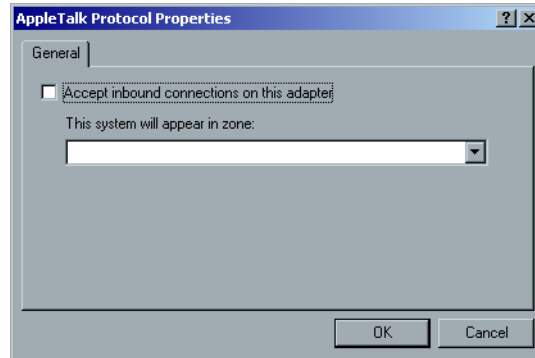 AppleTalk Protocol Properties
General
Accept inbound connections on this adapter
This system will appear in zone:
OK
Cancel